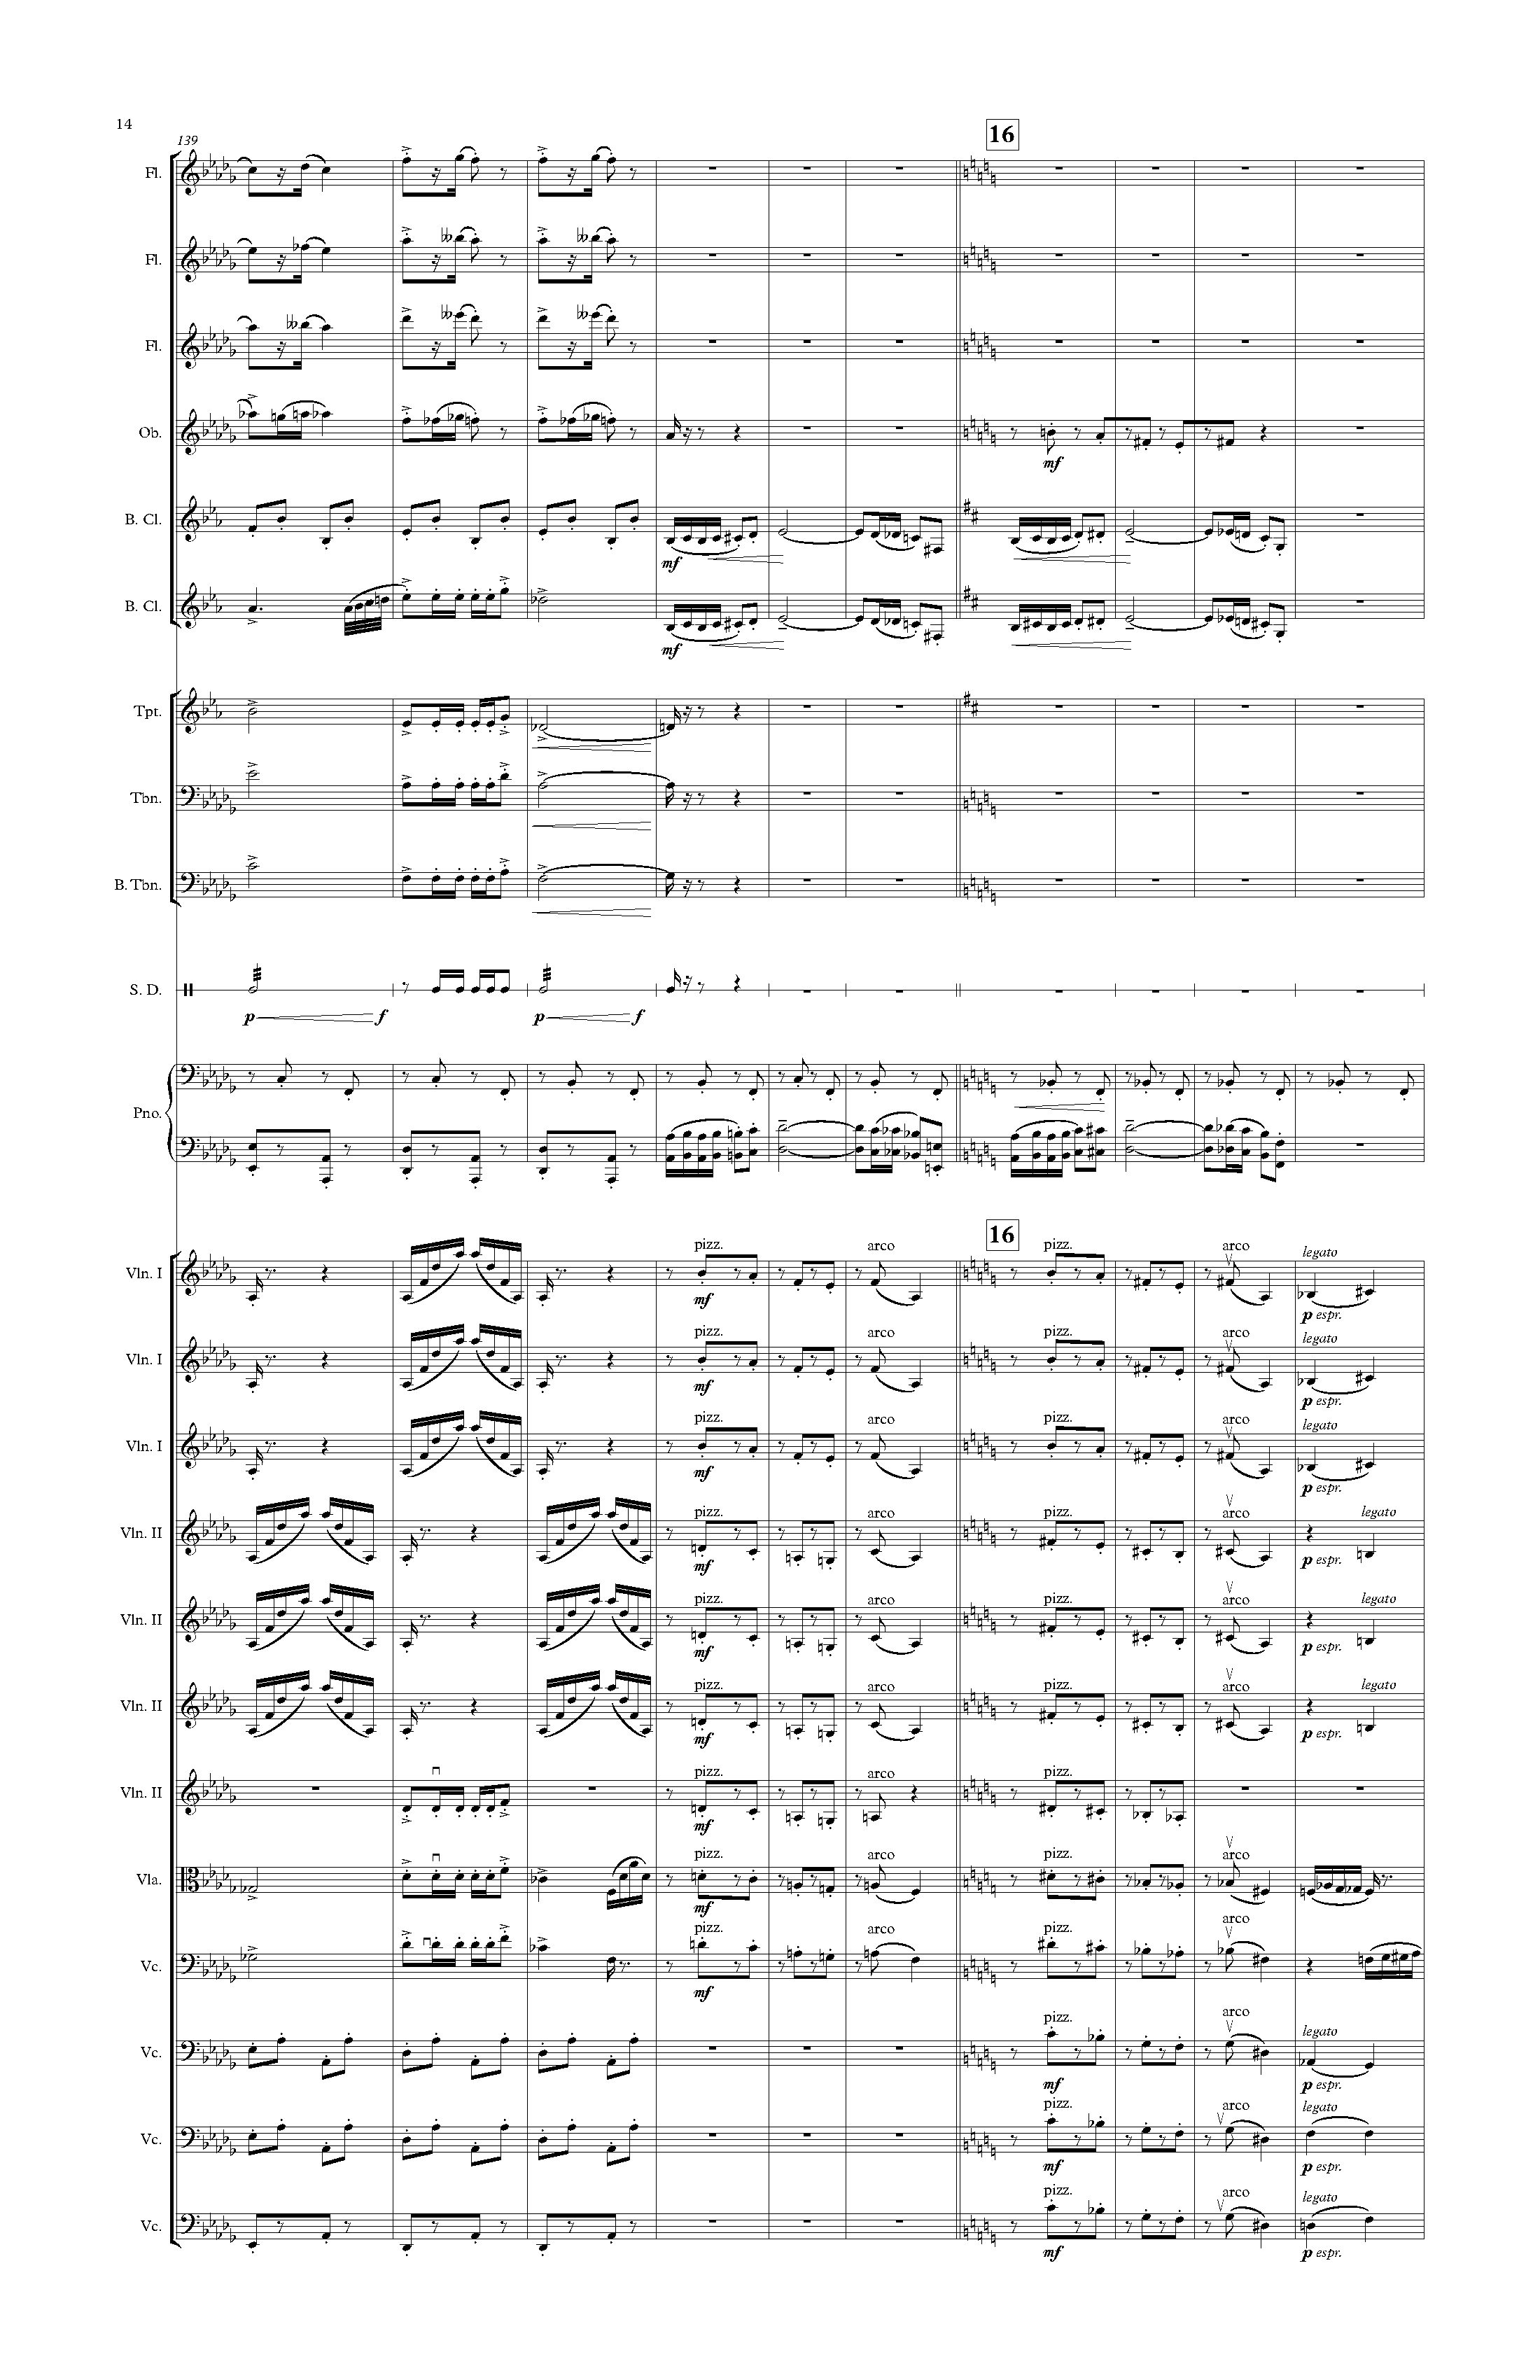 14
139
16
Fl.
Fl.
Fl.
Ob.
mf
B. Cl.
mf
B. Cl.
mf
Tpt.
Tbn.
B. Tbn.
S. D.
p f p f
Pno.
16
pizz. arco pizz. arco legato
Vln. I
mf p espr.
pizz. arco pizz. arco legato
Vln. I
mf p espr.
pizz. arco pizz. arco legato
Vln. I
mf p espr.
pizz. arco pizz. arco legato
Vln. II
mf p espr.
pizz. arco pizz. arco legato
Vln. II
mf p espr.
pizz. arco pizz. arco legato
Vln. II
mf p espr.
pizz. arco pizz.
Vln. II
mf
pizz. arco pizz. arco
Vla.
mf
pizz. arco pizz. arco
Vc.
mf
pizz. arco legato
Vc.
mf p espr.
pizz. arco legato
Vc.
mf p espr.
pizz. arco legato
Vc.
mf p espr.